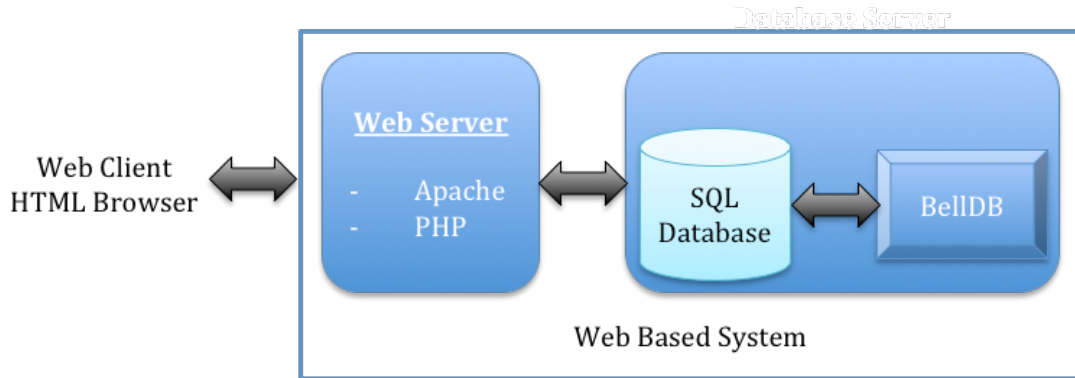 Database Server
Web Server
Web Client
HTML Browser
- Apache
- PHP
SQL
Database
BellDB
Web Based System